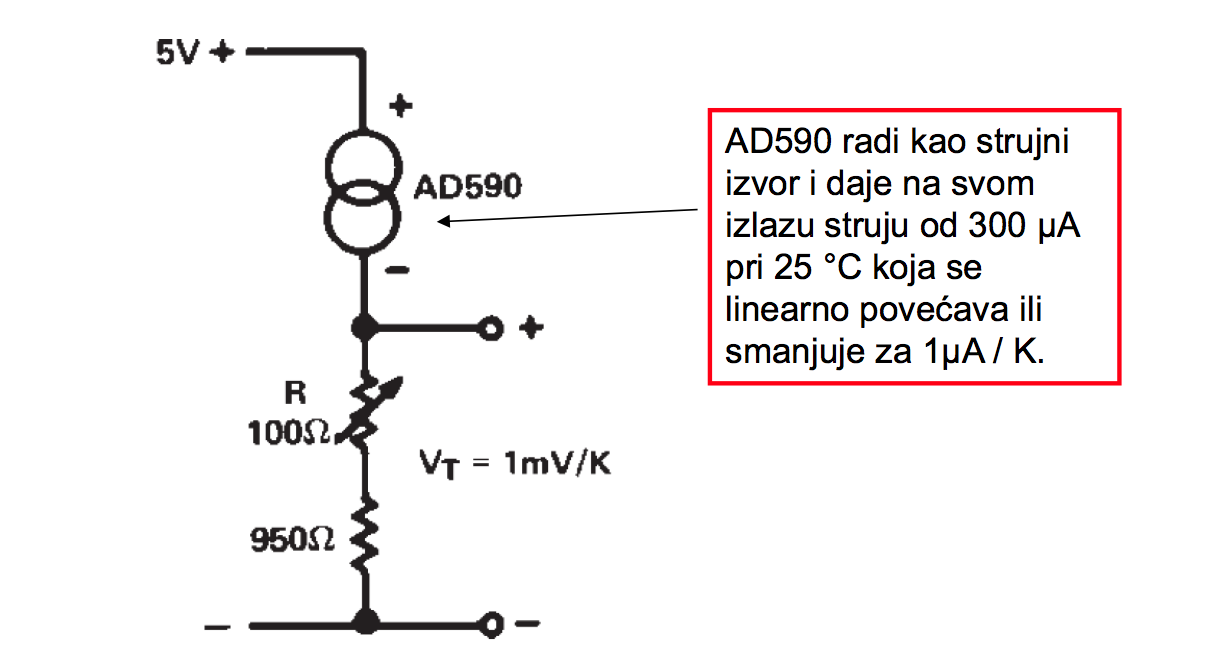 5V +
+
AD590
−
+
R
100Ω
VT = 1mV/K
950Ω
−
−
AD590 radi kao strujni
izvor i daje na svom
izlazu struju od 300 µA
pri 25 °C koja se
linearno povećava ili
smanjuje za 1µA / K.